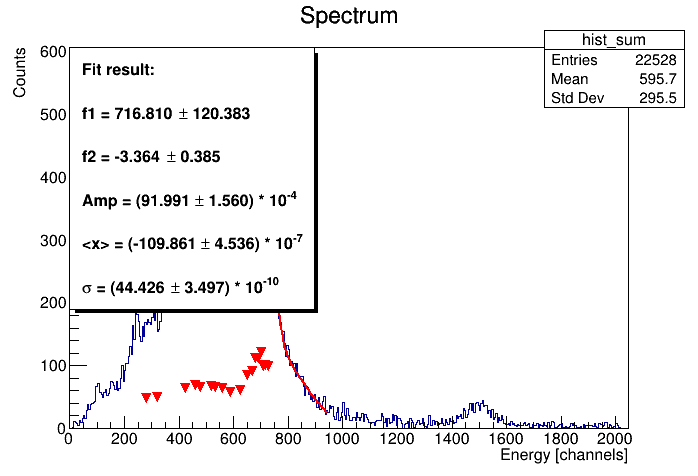 Spectrum
hist_sum
Entries 22528
Mean 595.7
Std Dev 295.5
Counts
600
500
400
300
200
100
0
Fit result:
f1 = 716.810 ± 120.383
f2 = -3.364 ± 0.385
Amp = (91.991 ± 1.560) * 10⁻⁴
<x> = (-109.861 ± 4.536) * 10⁻⁷
σ = (44.426 ± 3.497) * 10⁻¹⁰
0 200 400 600 800 1000 1200 1400 1600 1800 2000
Energy [channels]